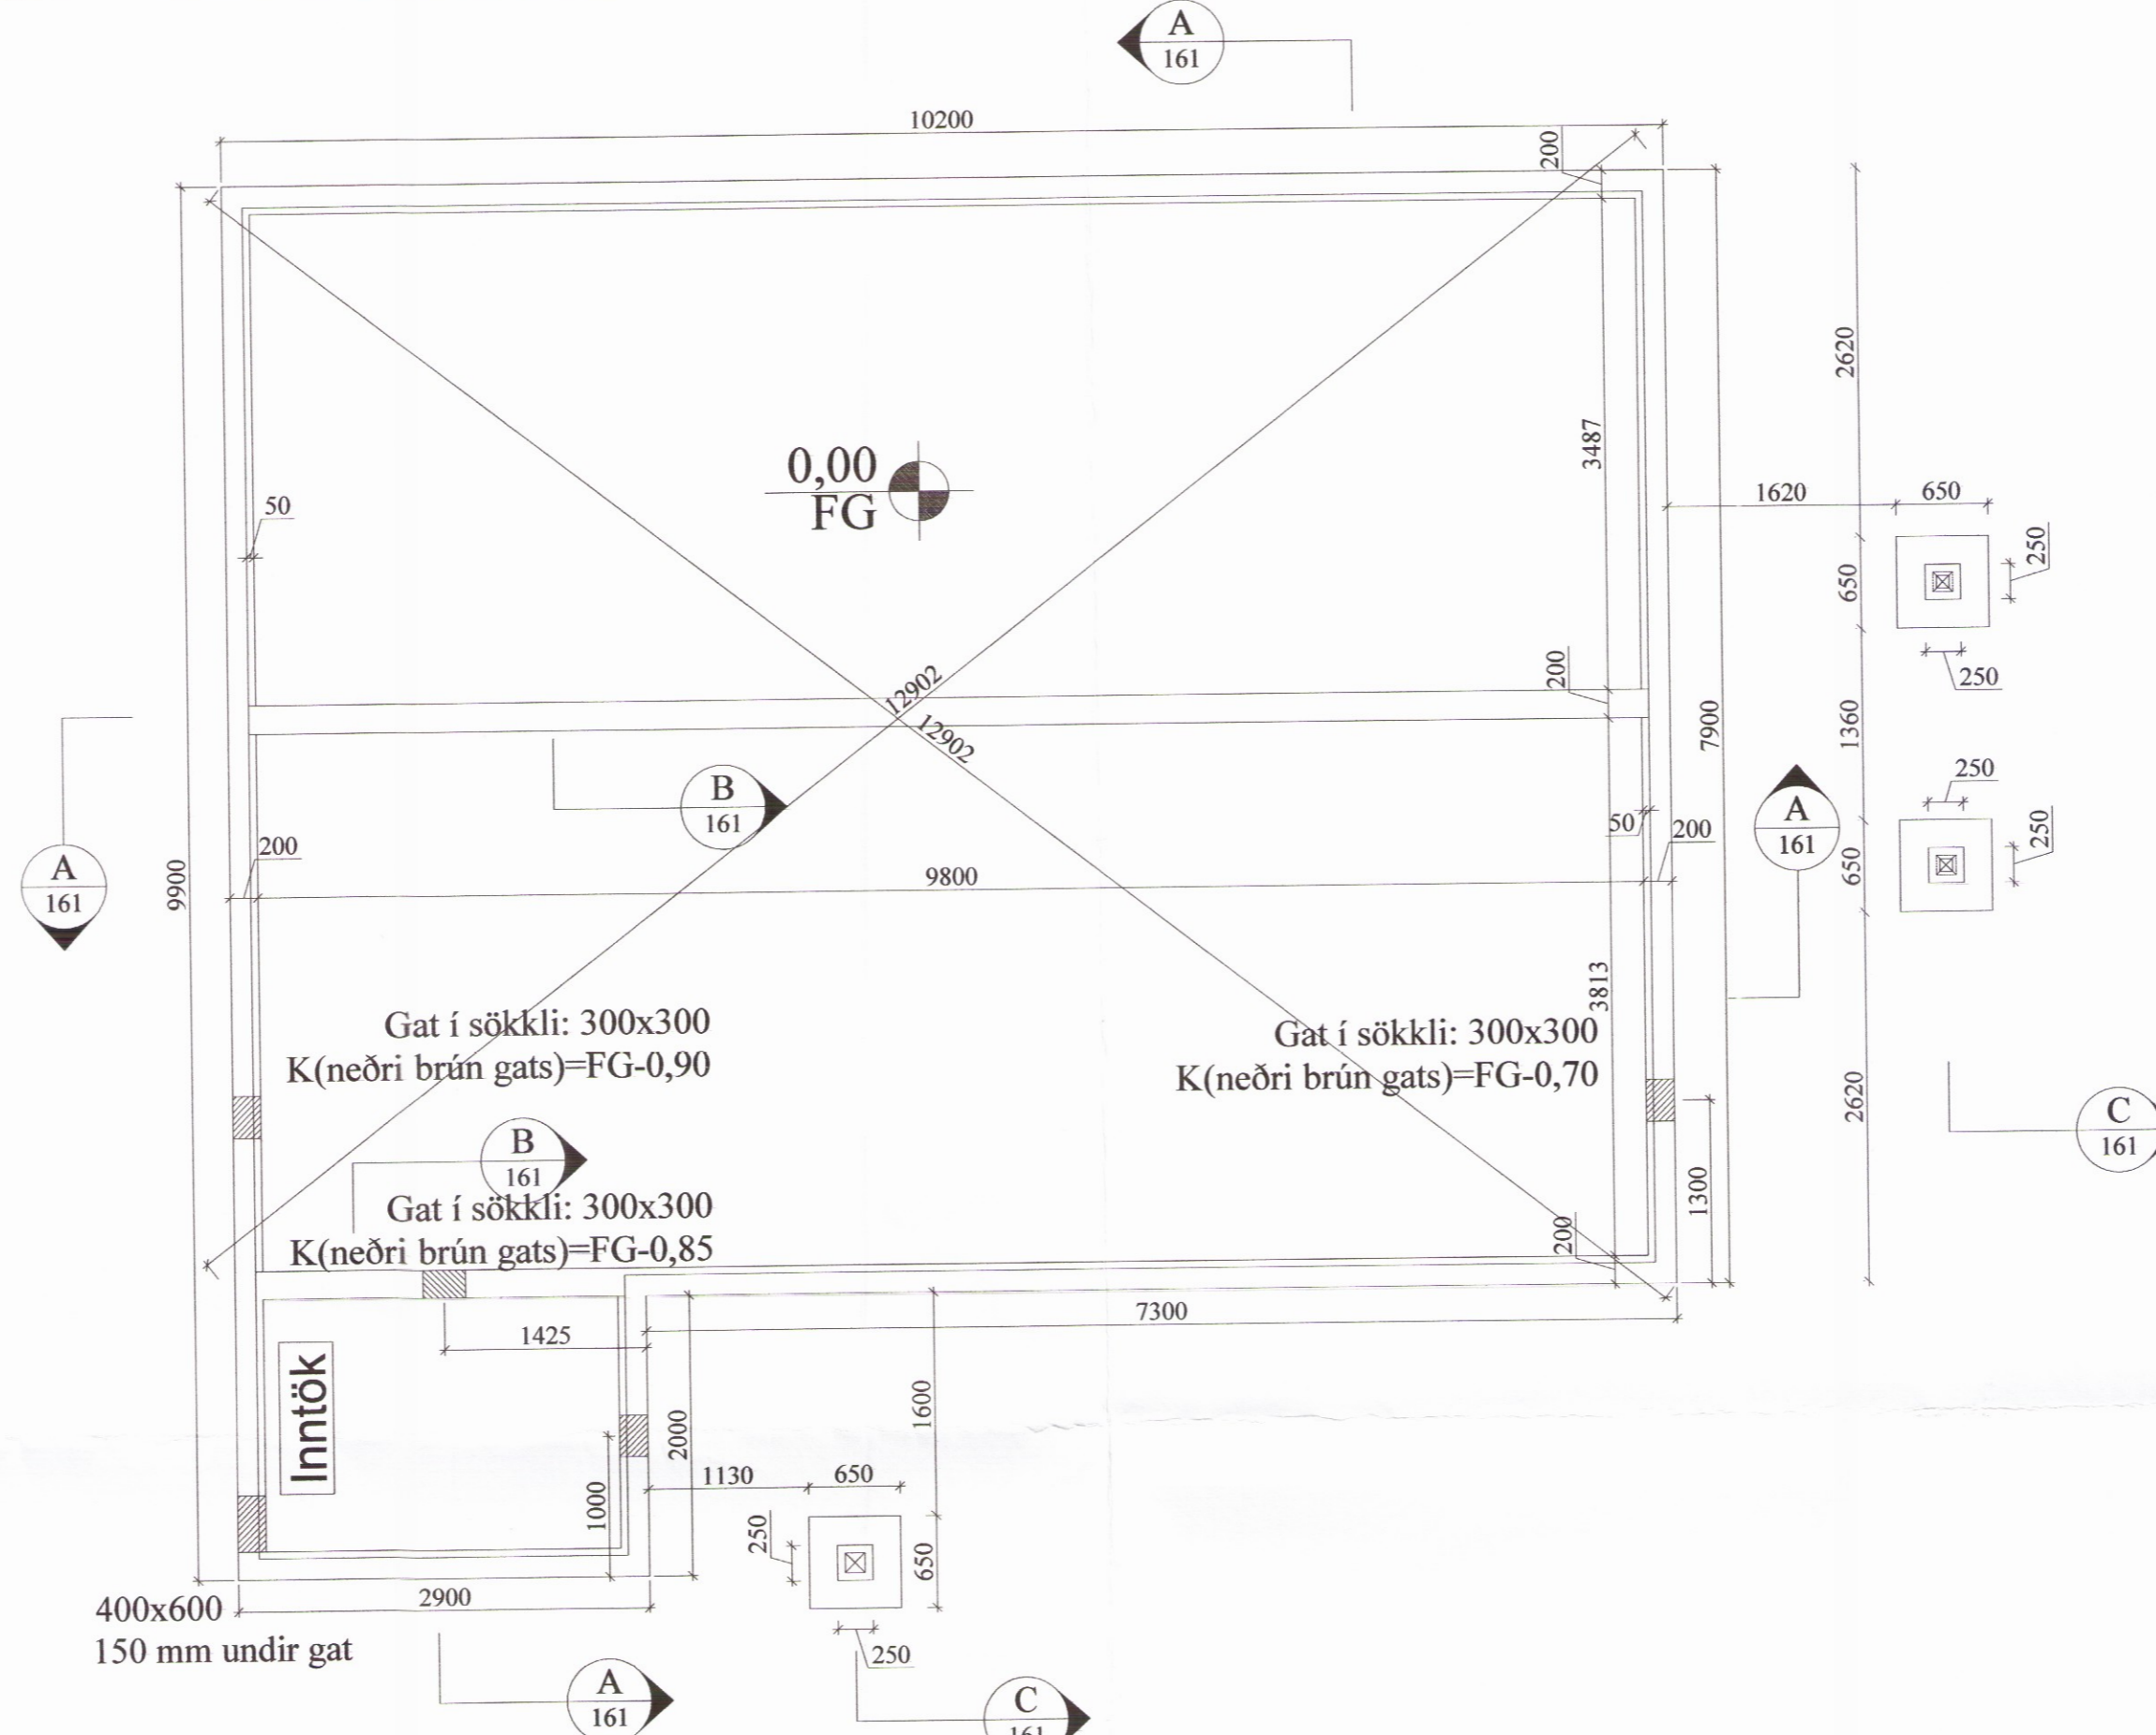 A
161
10200
200
2620
3487
0,00
FG
50
1620
650
250
650
250
200
12902
12902
7900
1360
250
B
161
A
161
50
200
250
650
200
9800
A
161
9900
3813
Gat í sökkli: 300x300
K(neðri brún gats)=FG-0,90
Gat í sökkli: 300x300
K(neðri brún gats)=FG-0,70
2620
C
161
B
161
1300
Gat í sökkli: 300x300
K(neðri brún gats)=FG-0,85
200
7300
1425
Inntök
1600
2000
1130
650
1000
250
650
2900
400x600
150 mm undir gat
250
A
161
C
161